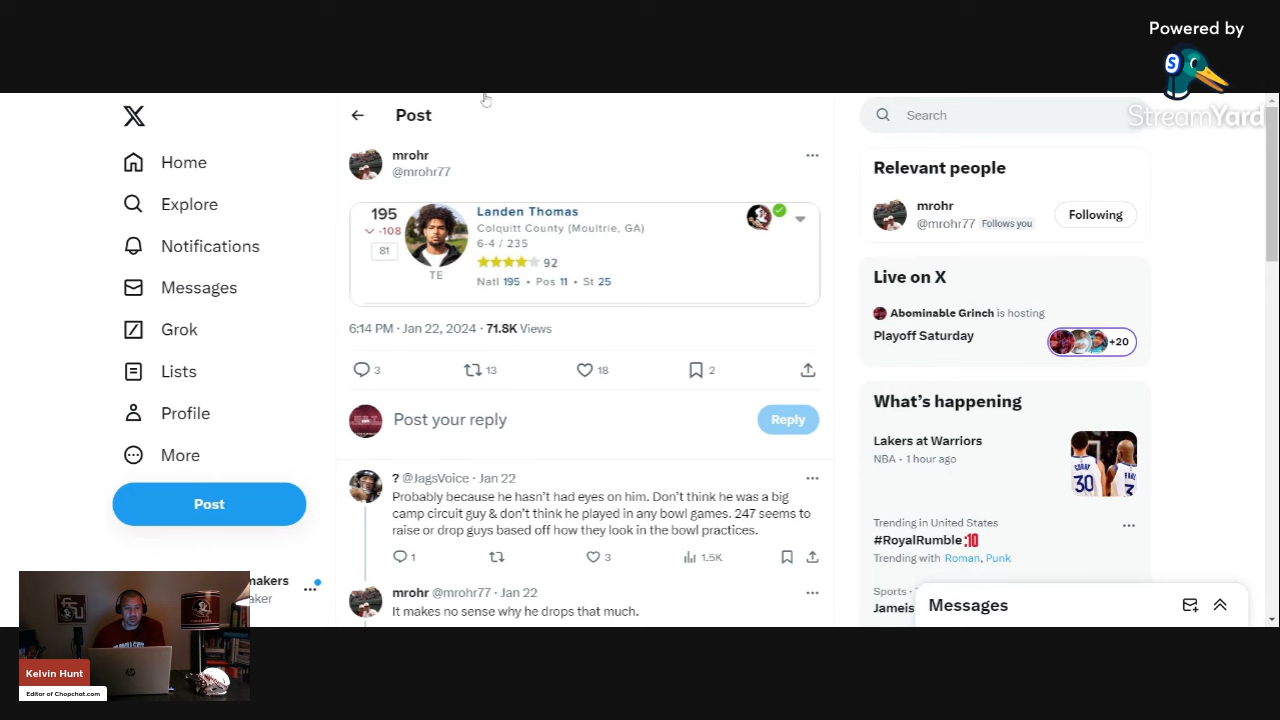 Powered by
StreamYard
Post
Search
Home
Explore
Notifications
Messages
Grok
Lists
Profile
More
Post
mrohr
@mrohr77
195
-108
81
TE
Landen Thomas
Colquitt County (Moultrie, GA)
6-4 / 235
92
Natl 195 • Pos 11 • St 25
6:14 PM · Jan 22, 2024 · 71.8K Views
3
13
18
2
Post your reply
Reply
? @JagsVoice · Jan 22
Probably because he hasn't had eyes on him. Don't think he was a big
camp circuit guy & don't think he played in any bowl games. 247 seems to
raise or drop guys based off how they look in the bowl practices.
1
3
1.5K
mrohr @mrohr77 · Jan 22
It makes no sense why he drops that much.
Relevant people
mrohr
@mrohr77 Follows you
Following
Live on X
Abominable Grinch is hosting
Playoff Saturday
+20
What's happening
Lakers at Warriors
NBA · 1 hour ago
Trending in United States
#RoyalRumble
Trending with Roman, Punk
Sports ·
Jameis
Messages
makers
aker
FSU
Kelvin Hunt
Editor of Chopchat.com